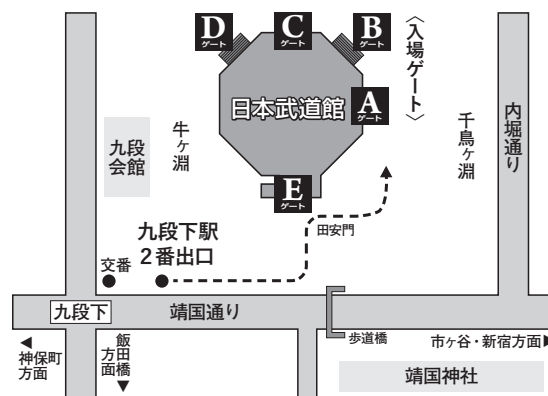 D
ゲート
C
ゲート
B
ゲート
〈入場ゲート〉
A
ゲート
日本武道館
内堀通り
千鳥ヶ淵
牛ヶ淵
九段
会館
E
ゲート
田安門
九段下駅
2番出口
交番
九段下
靖国通り
歩道橋
神保町
方面
飯田橋
方面
市ヶ谷・新宿方面
靖国神社